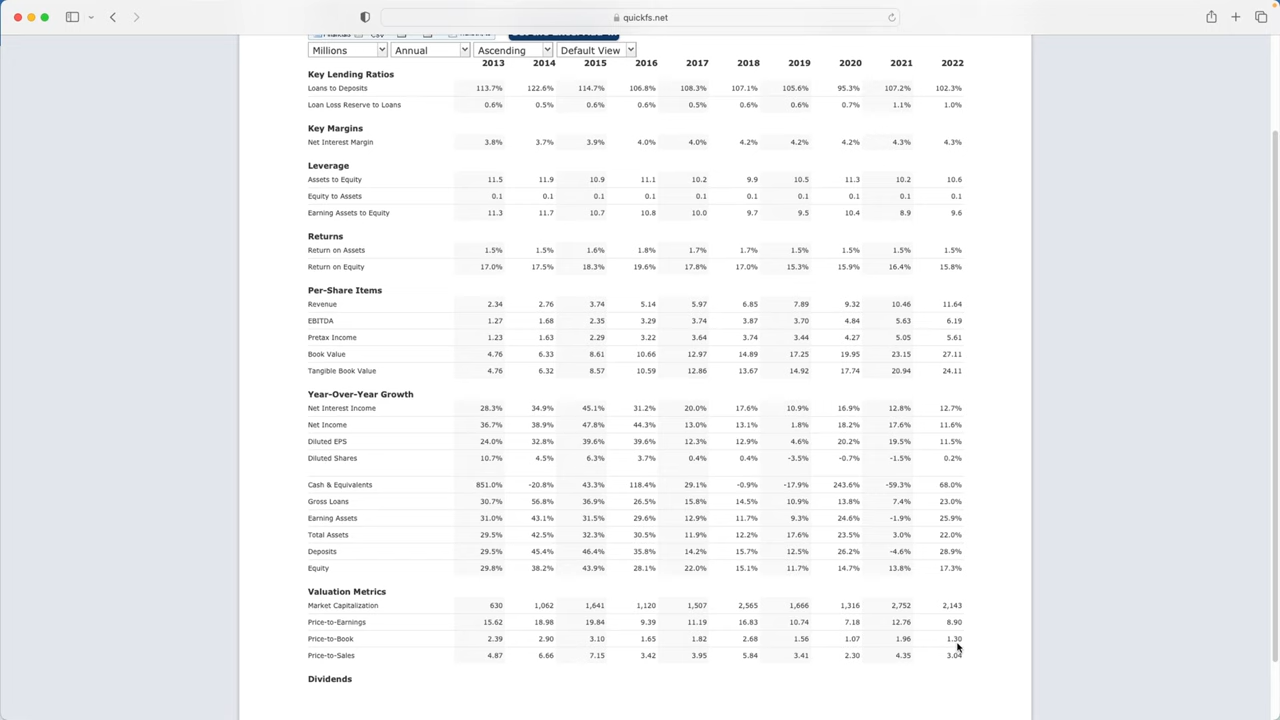 quickfs.net
Financials CSV
Millions Annual Ascending Default View
2013 2014 2015 2016 2017 2018 2019 2020 2021 2022
Key Lending Ratios
Loans to Deposits 113.7% 122.6% 114.7% 106.8% 108.3% 107.1% 105.6% 95.3% 107.2% 102.3%
Loan Loss Reserve to Loans 0.6% 0.5% 0.6% 0.6% 0.5% 0.6% 0.6% 0.7% 1.1% 1.0%
Key Margins
Net Interest Margin 3.8% 3.7% 3.9% 4.0% 4.0% 4.2% 4.2% 4.2% 4.3% 4.3%
Leverage
Assets to Equity 11.5 11.9 10.9 11.1 10.2 9.9 10.5 11.3 10.2 10.6
Equity to Assets 0.1 0.1 0.1 0.1 0.1 0.1 0.1 0.1 0.1 0.1
Earning Assets to Equity 11.3 11.7 10.7 10.8 10.0 9.7 9.5 10.4 8.9 9.6
Returns
Return on Assets 1.5% 1.5% 1.6% 1.8% 1.7% 1.7% 1.5% 1.5% 1.5% 1.5%
Return on Equity 17.0% 17.5% 18.3% 19.6% 17.8% 17.0% 15.3% 15.9% 16.4% 15.8%
Per-Share Items
Revenue 2.34 2.76 3.74 5.14 5.97 6.85 7.89 9.32 10.46 11.64
EBITDA 1.27 1.68 2.35 3.29 3.74 3.87 3.70 4.84 5.63 6.19
Pretax Income 1.23 1.63 2.29 3.22 3.64 3.74 3.44 4.27 5.05 5.61
Book Value 4.76 6.33 8.61 10.66 12.97 14.89 17.25 19.95 23.15 27.11
Tangible Book Value 4.76 6.32 8.57 10.59 12.86 13.67 14.92 17.74 20.94 24.11
Year-Over-Year Growth
Net Interest Income 28.3% 34.9% 45.1% 31.2% 20.0% 17.6% 10.9% 16.9% 12.8% 12.7%
Net Income 36.7% 38.9% 47.8% 44.3% 13.0% 13.1% 1.8% 18.2% 17.6% 11.6%
Diluted EPS 24.0% 32.8% 39.6% 39.6% 12.3% 12.9% 4.6% 20.2% 19.5% 11.5%
Diluted Shares 10.7% 4.5% 6.3% 3.7% 0.4% 0.4% -3.5% -0.7% -1.5% 0.2%
Cash & Equivalents 851.0% -20.8% 43.3% 118.4% 29.1% -0.9% -17.9% 243.6% -59.3% 68.0%
Gross Loans 30.7% 56.8% 36.9% 26.5% 15.8% 14.5% 10.9% 13.8% 7.4% 23.0%
Earning Assets 31.0% 43.1% 31.5% 29.6% 12.9% 11.7% 9.3% 24.6% -1.9% 25.9%
Total Assets 29.5% 42.5% 32.3% 30.5% 11.9% 12.2% 17.6% 23.5% 3.0% 22.0%
Deposits 29.5% 45.4% 46.4% 35.8% 14.2% 15.7% 12.5% 26.2% -4.6% 28.9%
Equity 29.8% 38.2% 43.9% 28.1% 22.0% 15.1% 11.7% 14.7% 13.8% 17.3%
Valuation Metrics
Market Capitalization 630 1,062 1,641 1,120 1,507 2,565 1,666 1,316 2,752 2,143
Price-to-Earnings 15.62 18.98 19.84 9.39 11.19 16.83 10.74 7.18 12.76 8.90
Price-to-Book 2.39 2.90 3.10 1.65 1.82 2.68 1.56 1.07 1.96 1.30
Price-to-Sales 4.87 6.66 7.15 3.42 3.95 5.84 3.41 2.30 4.35 3.04
Dividends